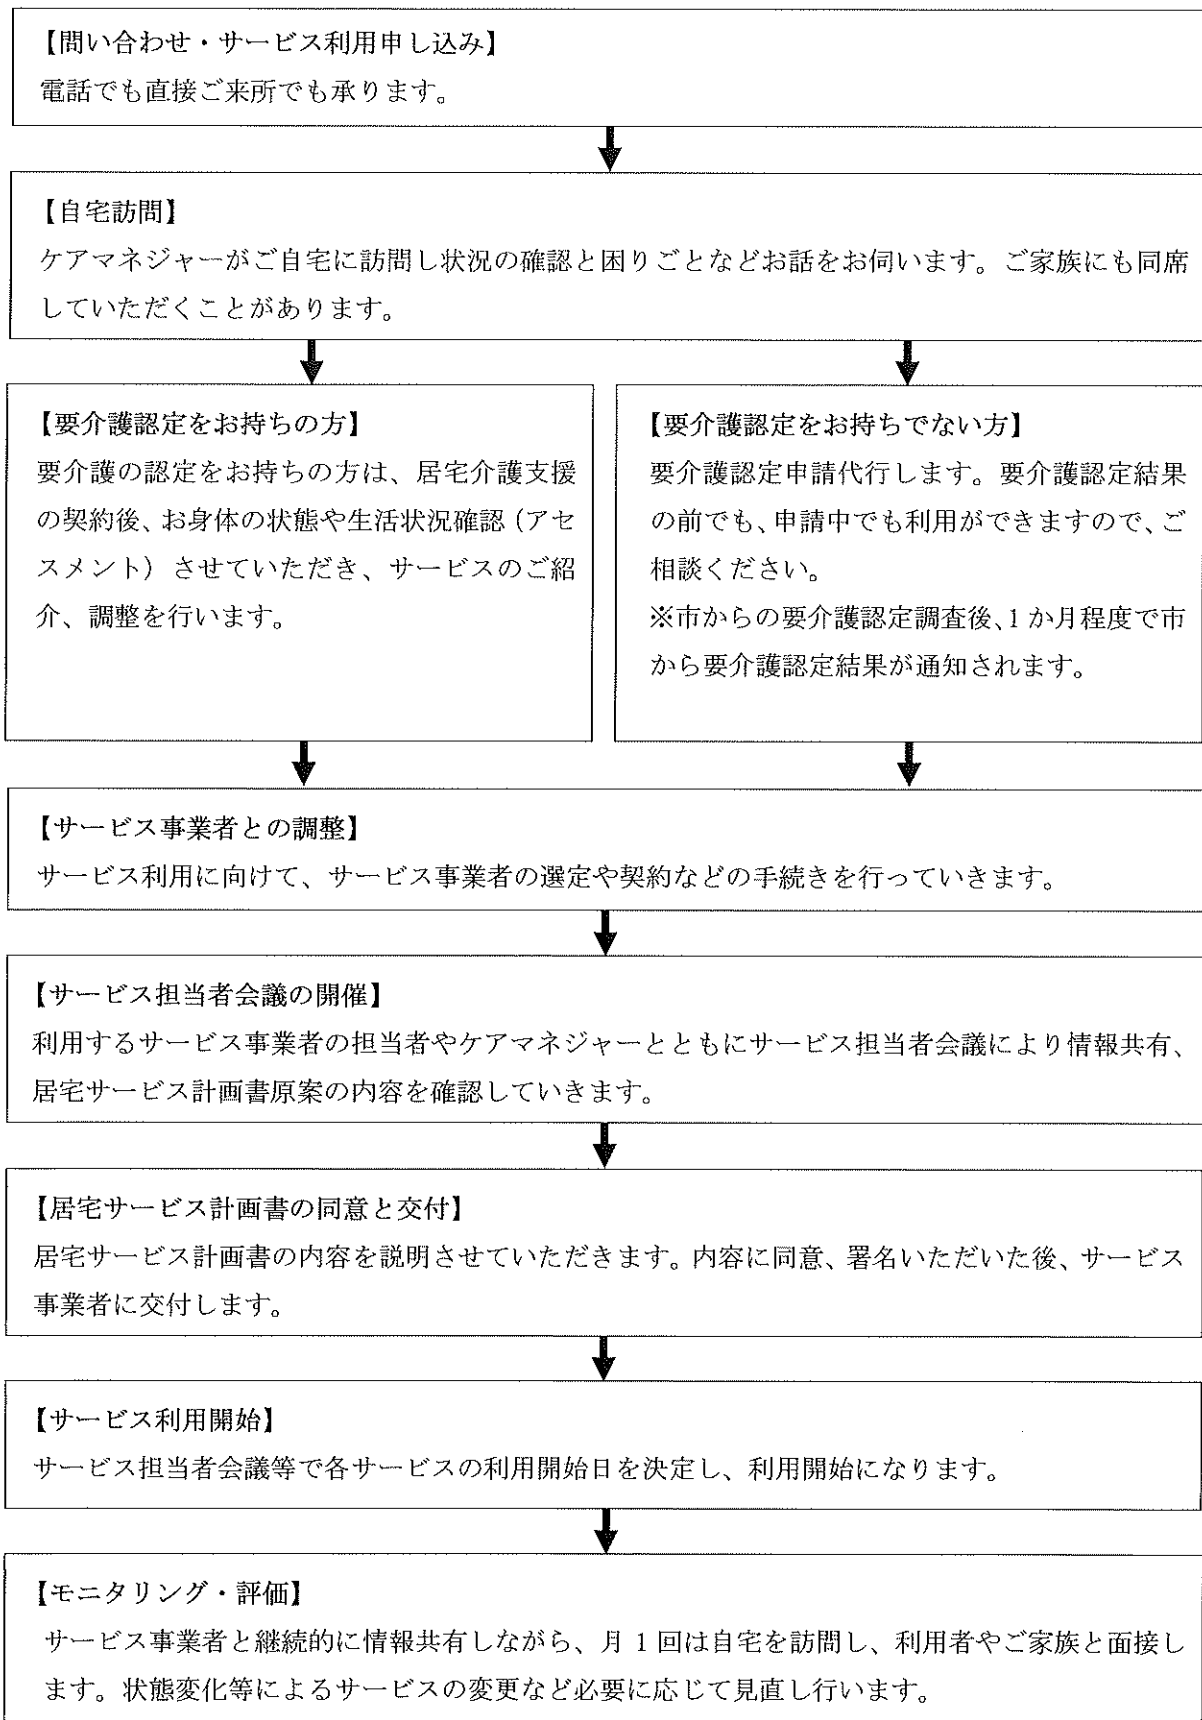 【問い合わせ・サービス利用申し込み】
電話でも直接ご来所でも承ります。
【自宅訪問】
ケアマネジャーがご自宅に訪問し状況の確認と困りごとなどお話をお伺います。ご家族にも同席
していただくことがあります。
【要介護認定をお持ちの方】
要介護の認定をお持ちの方は、居宅介護支援
の契約後、お身体の状態や生活状況確認（アセ
スメント）させていただき、サービスのご紹
介、調整を行います。
【要介護認定をお持ちでない方】
要介護認定申請代行します。要介護認定結果
の前でも、申請中でも利用ができますので、ご
相談ください。
※市からの要介護認定調査後、1 か月程度で市
から要介護認定結果が通知されます。
【サービス事業者との調整】
サービス利用に向けて、サービス事業者の選定や契約などの手続きを行っていきます。
【サービス担当者会議の開催】
利用するサービス事業者の担当者やケアマネジャーとともにサービス担当者会議により情報共有、
居宅サービス計画書原案の内容を確認していきます。
【居宅サービス計画書の同意と交付】
居宅サービス計画書の内容を説明させていただきます。内容に同意、署名いただいた後、サービス
事業者に交付します。
【サービス利用開始】
サービス担当者会議等で各サービスの利用開始日を決定し、利用開始になります。
【モニタリング・評価】
サービス事業者と継続的に情報共有しながら、月 1 回は自宅を訪問し、利用者やご家族と面接し
ます。状態変化等によるサービスの変更など必要に応じて見直し行います。